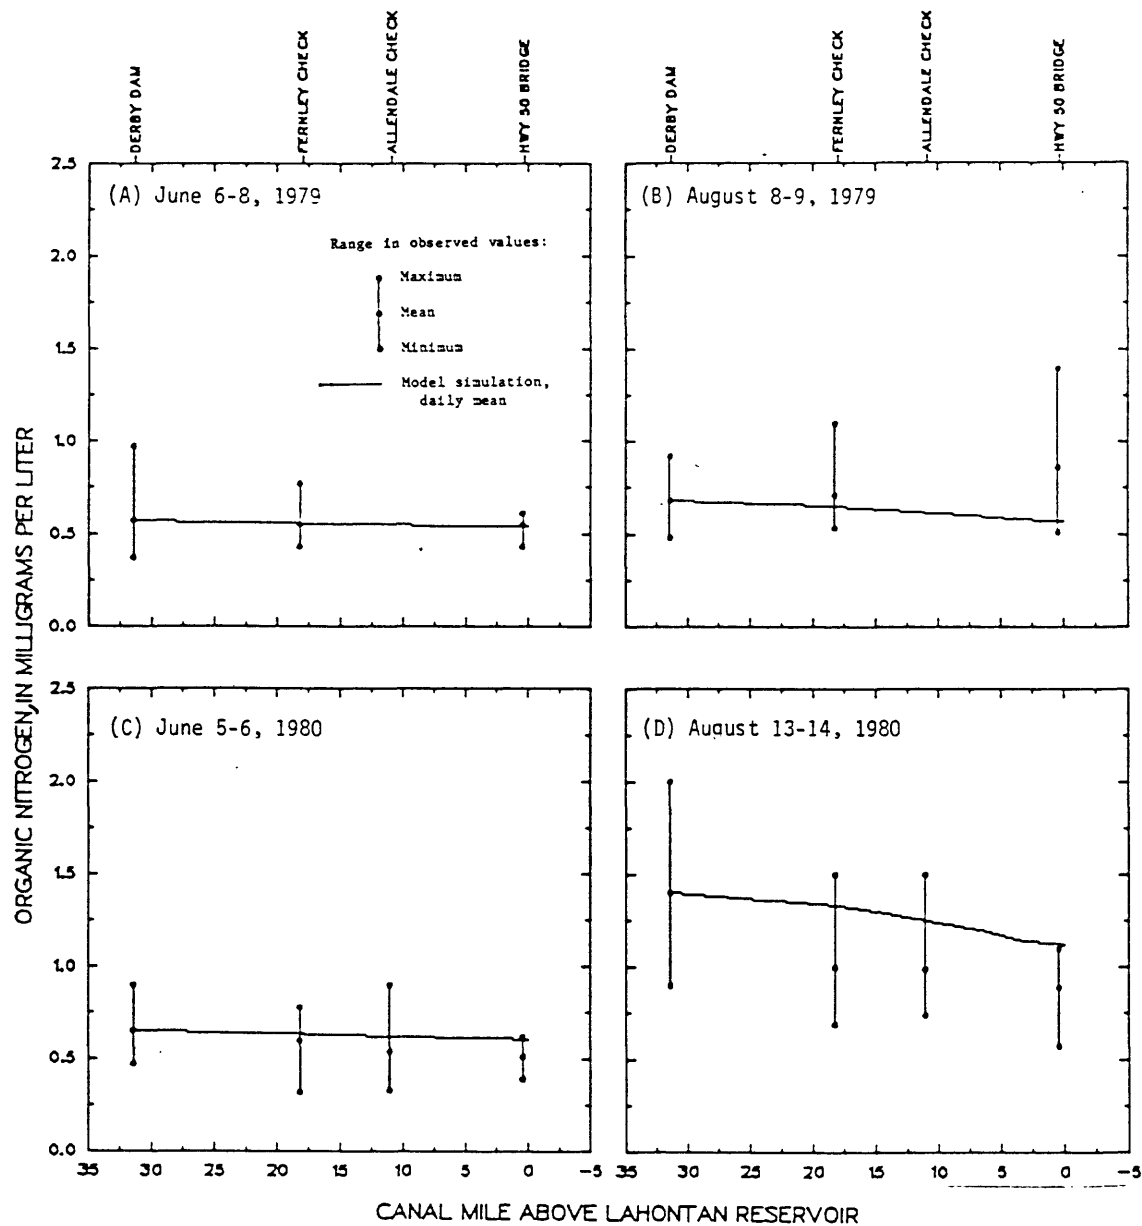 DERBY DAM
FERNLEY CHECK
ALLENDALE CHECK
HWY 50 BRIDGE
DERBY DAM
FERNLEY CHECK
ALLENDALE CHECK
HWY 50 BRIDGE
(A) June 6-8, 1979
(B) August 8-9, 1979
Range in observed values:
Maximum
Mean
Minimum
Model simulation,
daily mean
2.5
2.0
1.5
1.0
0.5
0.0
ORGANIC NITROGEN, IN MILLIGRAMS PER LITER
(C) June 5-6, 1980
(D) August 13-14, 1980
2.5
2.0
1.5
1.0
0.5
0.0
35 30 25 20 15 10 5 0 -5
35 30 25 20 15 10 5 0 -5
CANAL MILE ABOVE LAHONTAN RESERVOIR